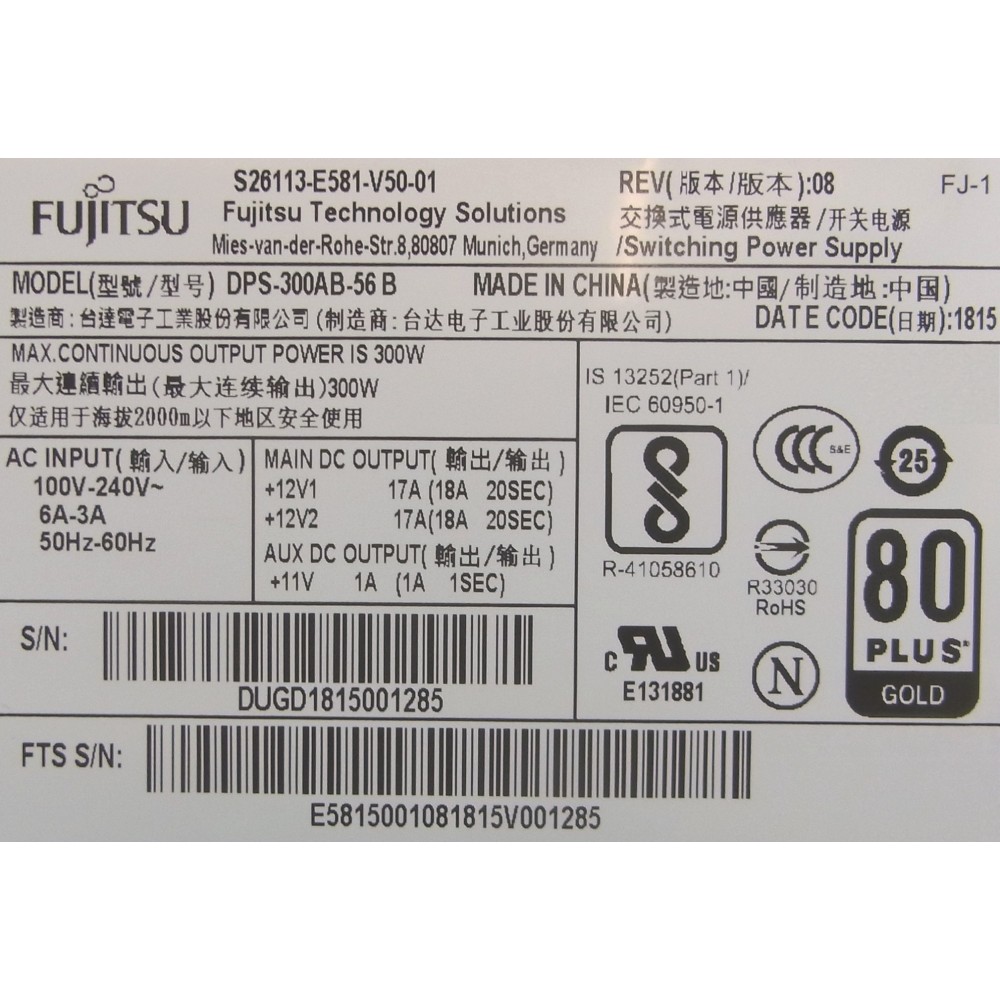 FUJITSU
S26113-E581-V50-01
Fujitsu Technology Solutions
Mies-van-der-Rohe-Str.8,80807 Munich,Germany
REV(版本/版本):08
FJ-1
交換式電源供應器/开关电源
/Switching Power Supply
MODEL(型號/型号) DPS-300AB-56 B
MADE IN CHINA(製造地:中國/制造地:中国)
製造商:台達電子工業股份有限公司(制造商:台达电子工业股份有限公司)
DATE CODE(日期):1815
MAX.CONTINUOUS OUTPUT POWER IS 300W
最大連續輸出(最大连续输出)300W
仅适用于海拔2000m以下地区安全使用
AC INPUT(輸入/输入)
100V-240V~
6A-3A
50Hz-60Hz
MAIN DC OUTPUT(輸出/输出)
+12V1 17A (18A 20SEC)
+12V2 17A(18A 20SEC)
AUX DC OUTPUT(輸出/输出)
+11V 1A (1A 1SEC)
IS 13252(Part 1)/
IEC 60950-1
R-41058610
CCC S&E
25
R33030
RoHS
80
PLUS
GOLD
c RU US
E131881
N
S/N:
DUGD1815001285
FTS S/N:
E5815001081815V001285